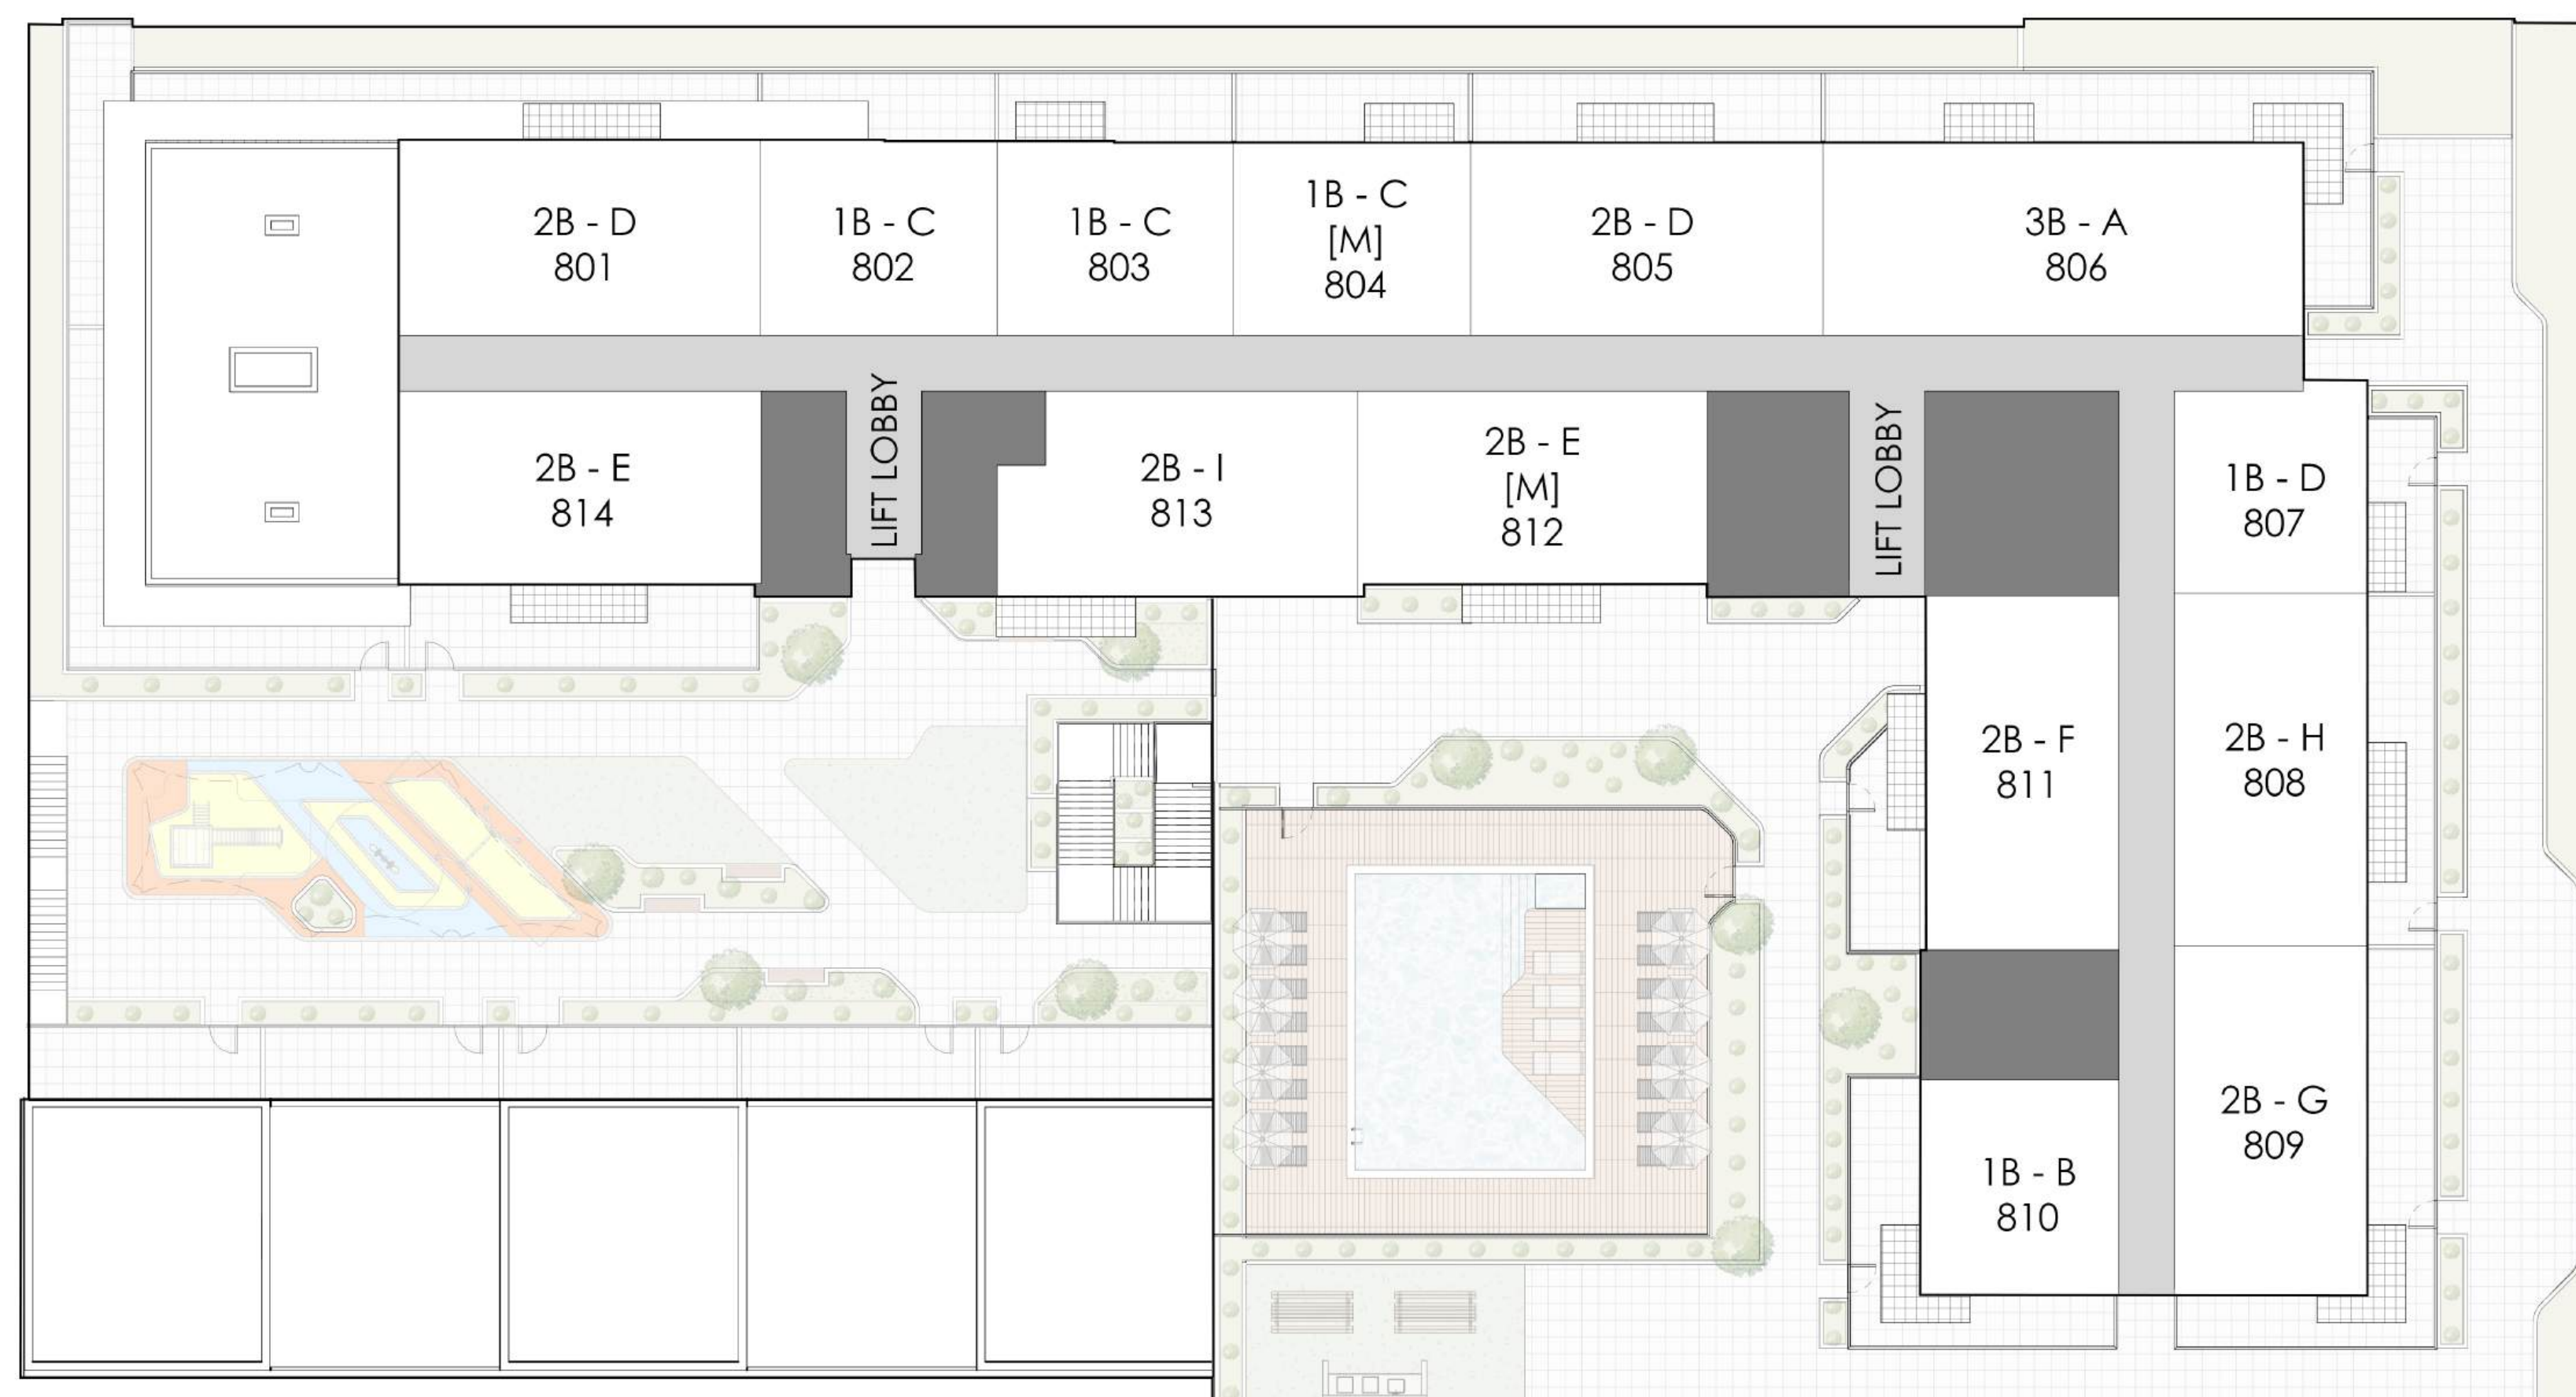 2B - D
801
1B - C
802
1B - C
803
1B - C
[M]
804
2B - D
805
3B - A
806
2B - E
814
LIFT LOBBY
2B - I
813
2B - E
[M]
812
LIFT LOBBY
1B - D
807
2B - F
811
2B - H
808
1B - B
810
2B - G
809